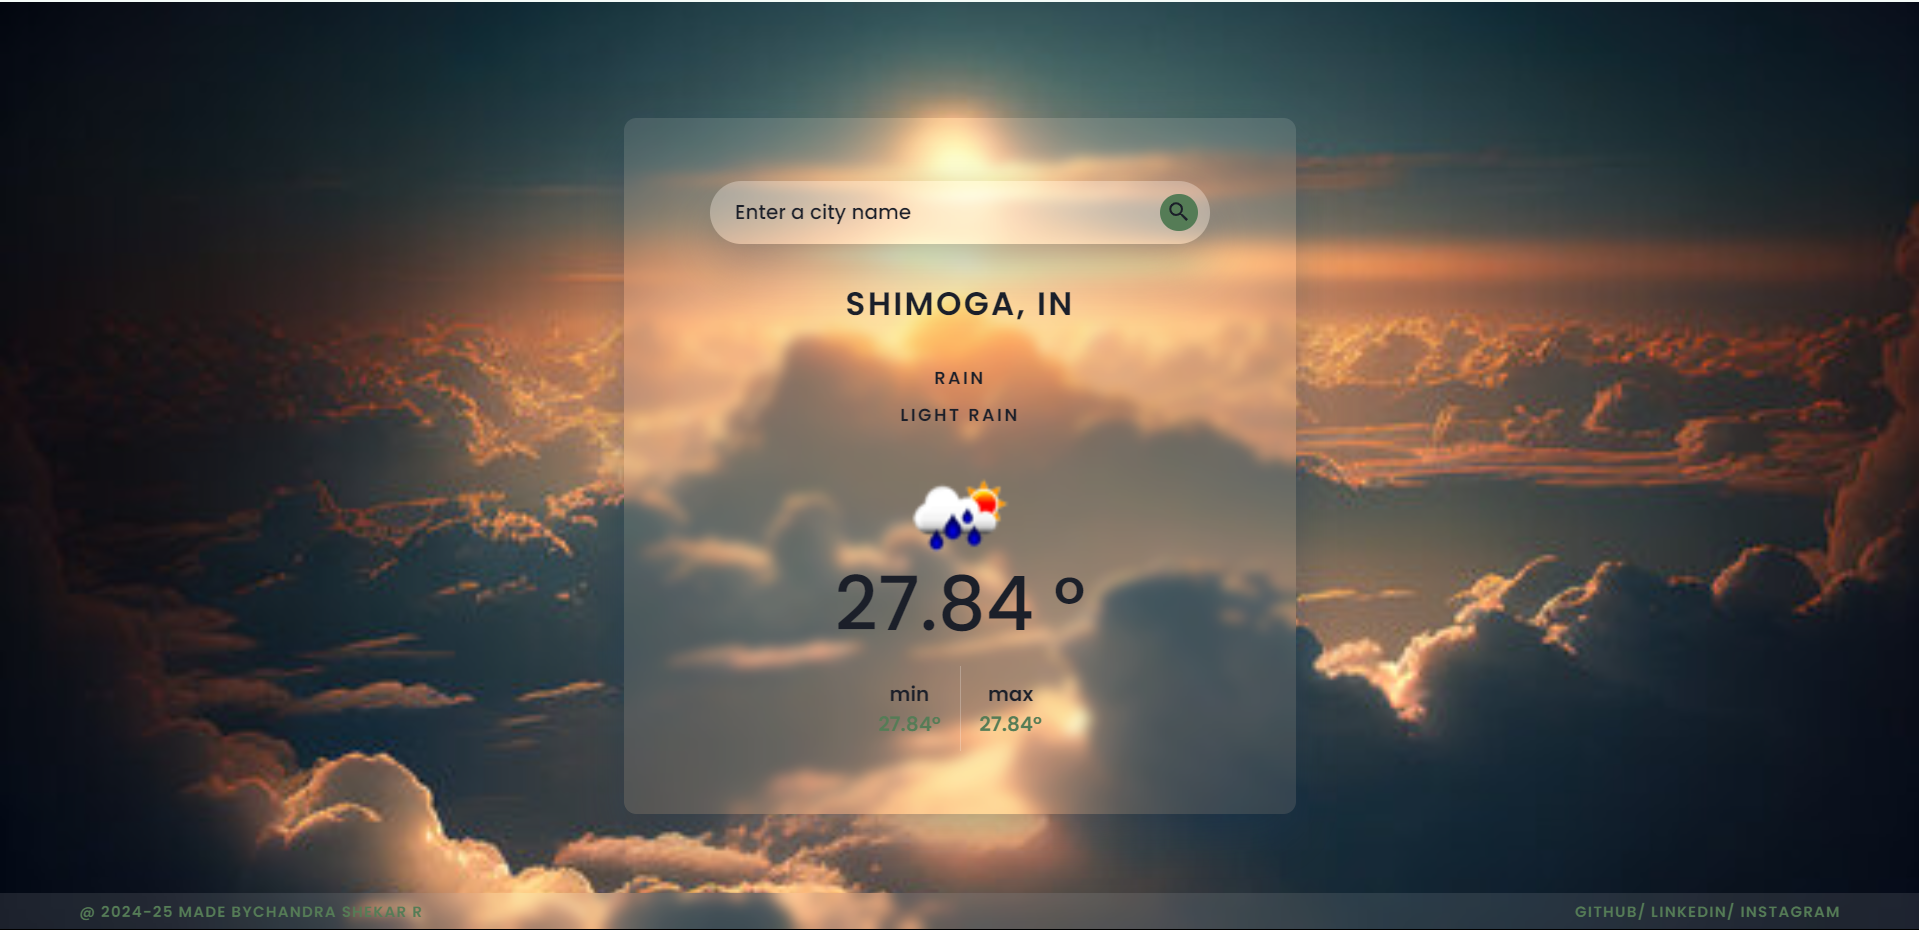 Enter a city name
SHIMOGA, IN
RAIN
LIGHT RAIN
27.84 °
min max
27.84° 27.84°
@ 2024-25 MADE BYCHANDRA SHEKAR R
GITHUB/ LINKEDIN/ INSTAGRAM